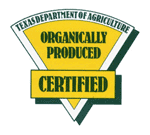 TEXAS DEPARTMENT OF AGRICULTURE
ORGANICALLY
PRODUCED
CERTIFIED